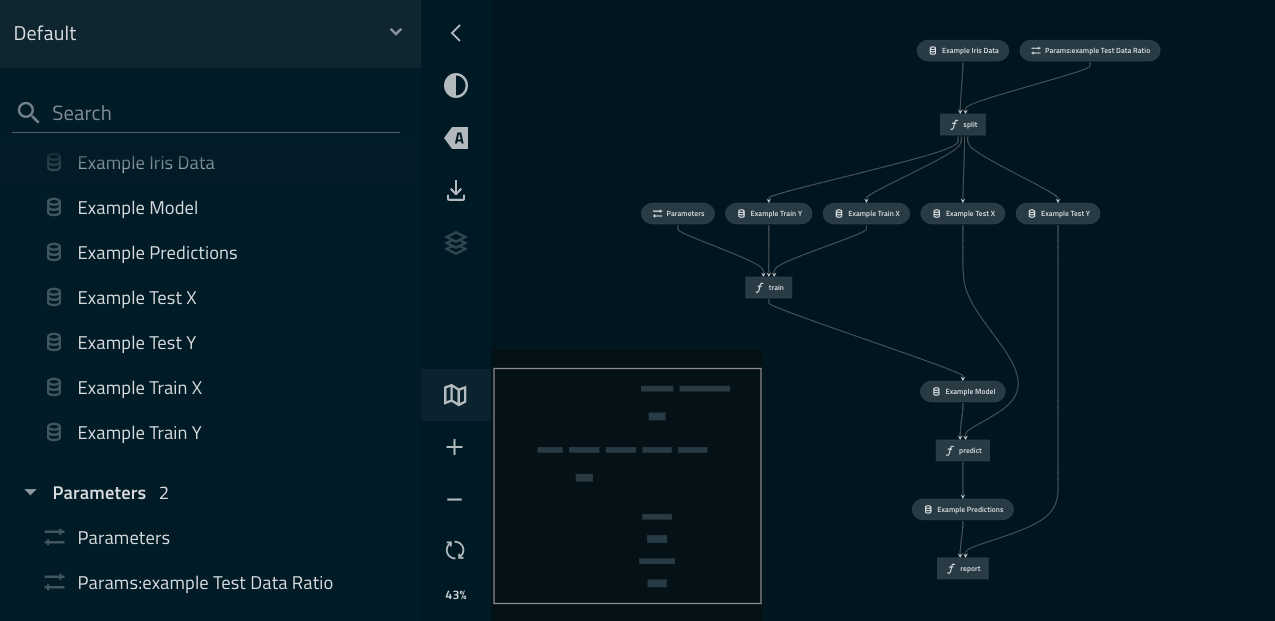 Default
Search
Example Iris Data
Example Model
Example Predictions
Example Test X
Example Test Y
Example Train X
Example Train Y
Parameters 2
Parameters
Params:example Test Data Ratio
A
43%
Example Iris Data
Params:example Test Data Ratio
f split
Parameters
Example Train Y
Example Train X
Example Test X
Example Test Y
f train
Example Model
f predict
Example Predictions
f report